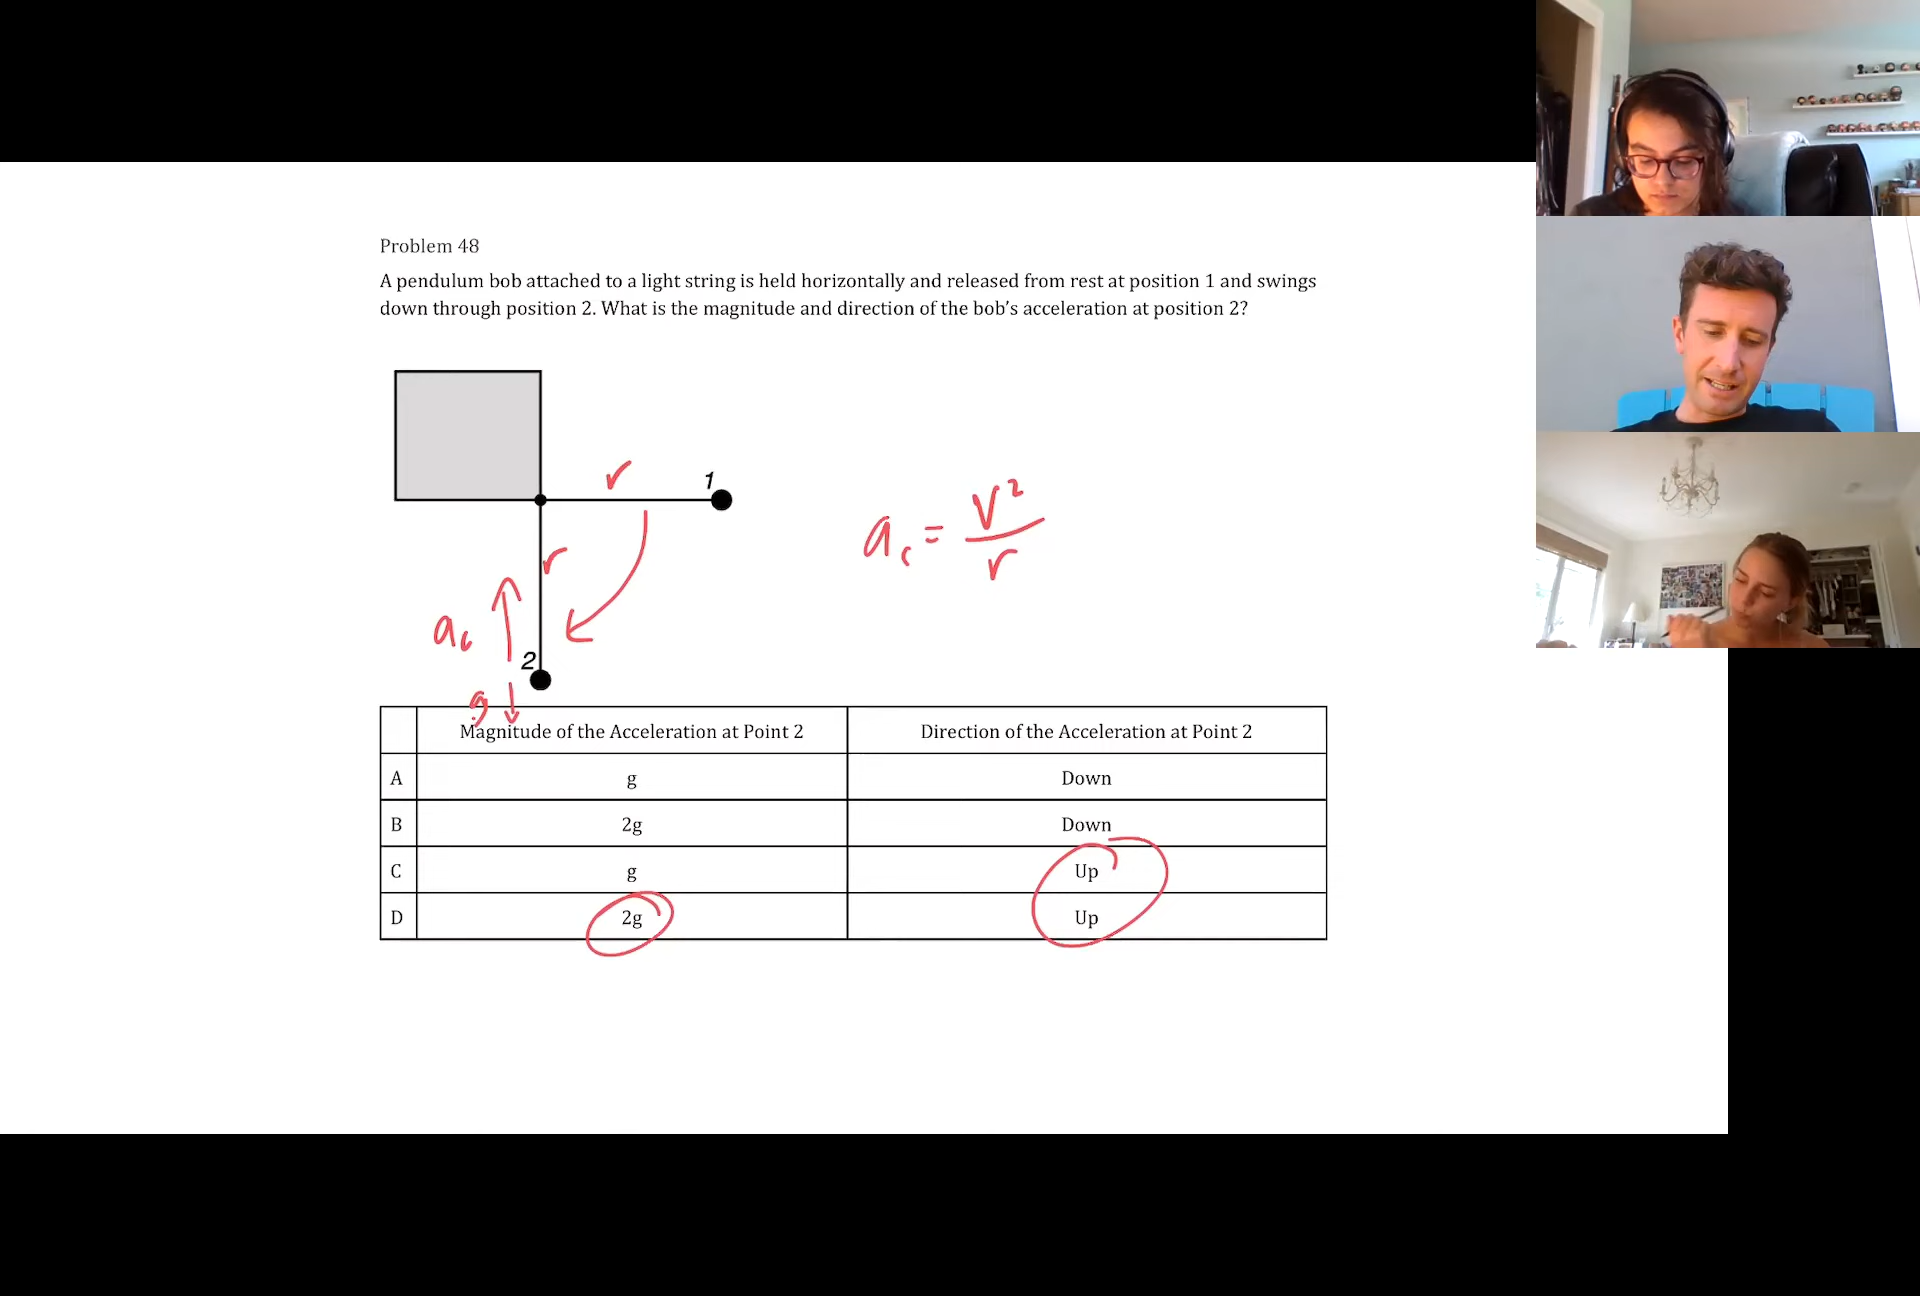 Problem 48
A pendulum bob attached to a light string is held horizontally and released from rest at position 1 and swings
down through position 2. What is the magnitude and direction of the bob's acceleration at position 2?
r
1
a_c = v²/r
r
a_c
2
g
Magnitude of the Acceleration at Point 2 Direction of the Acceleration at Point 2
A g Down
B 2g Down
C g Up
D 2g Up